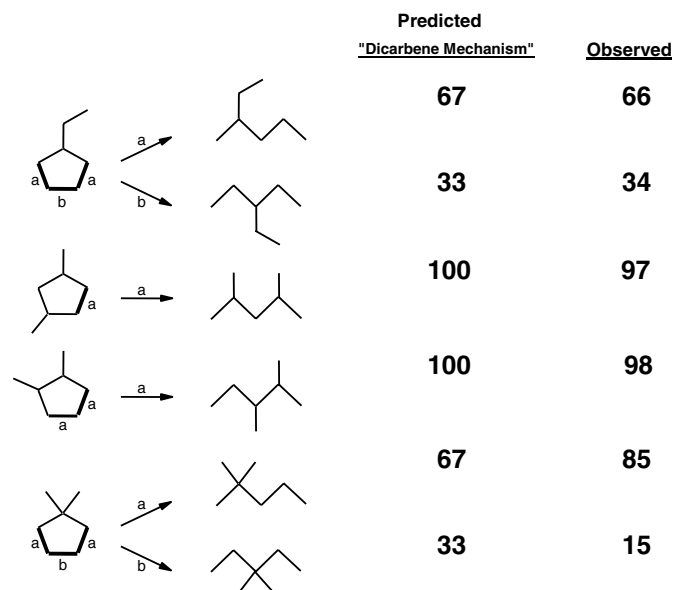 Predicted
"Dicarbene Mechanism" Observed
67 66
a
a a
b
b
33 34
100 97
a
a
100 98
a
a
a
67 85
a
a a
b
b
33 15